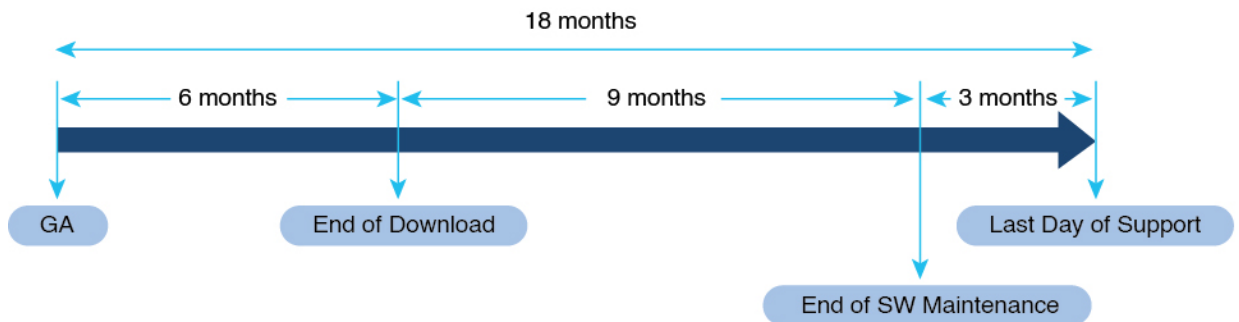 18 months
6 months
9 months
3 months
GA
End of Download
Last Day of Support
End of SW Maintenance